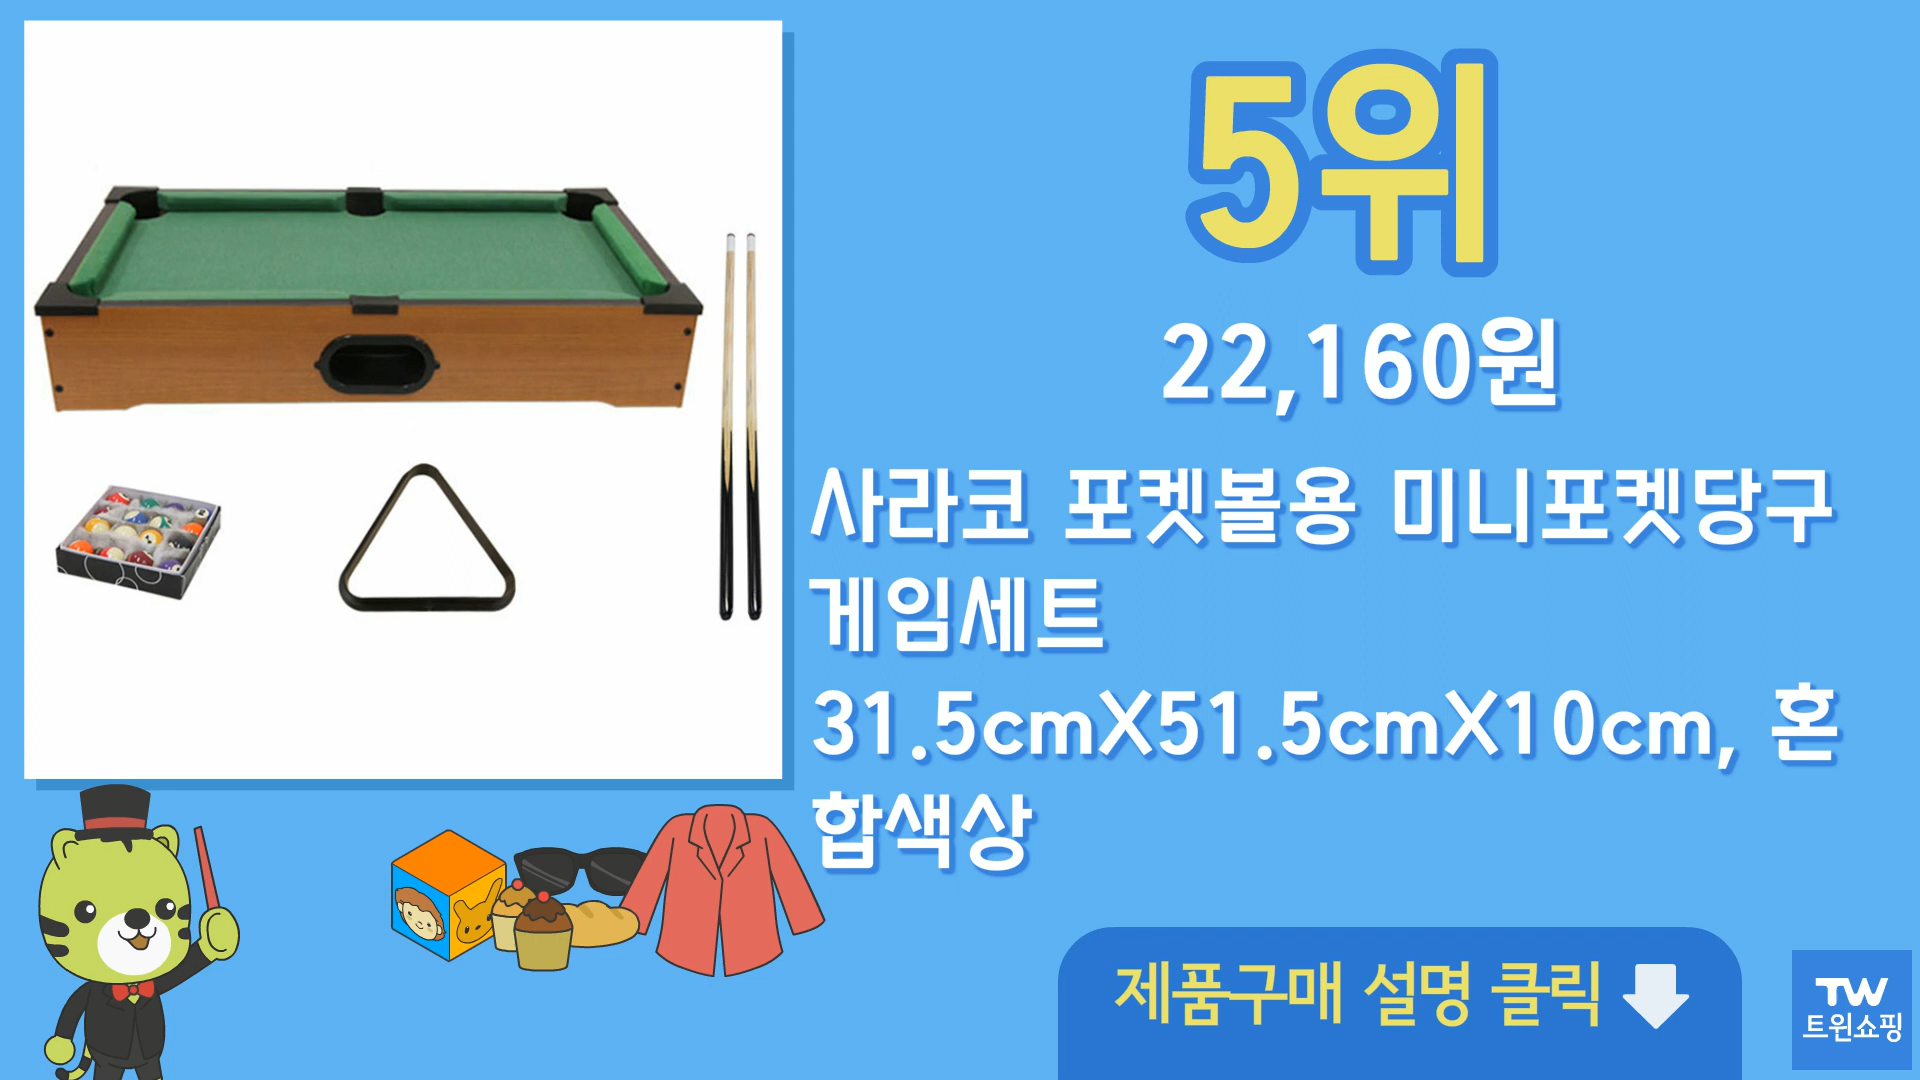 5위
22,160원
사라코 포켓볼용 미니포켓당구
게임세트
31.5cmX51.5cmX10cm, 혼
합색상
제품구매 설명 클릭
TW
트윈쇼핑